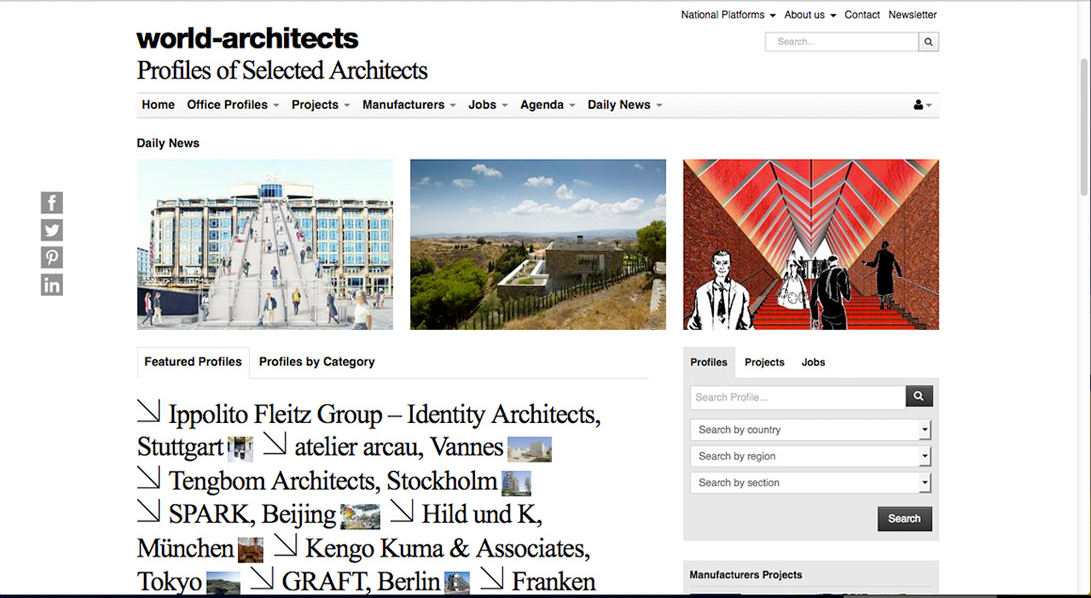 National Platforms About us Contact Newsletter
world-architects
Search...
Profiles of Selected Architects
Home Office Profiles Projects Manufacturers Jobs Agenda Daily News
Daily News
Featured Profiles Profiles by Category
Ippolito Fleitz Group – Identity Architects,
Stuttgart atelier arcau, Vannes
Tengbom Architects, Stockholm
SPARK, Beijing Hild und K,
München Kengo Kuma & Associates,
Tokyo GRAFT, Berlin Franken
Profiles Projects Jobs
Search Profile...
Search by country
Search by region
Search by section
Search
Manufacturers Projects